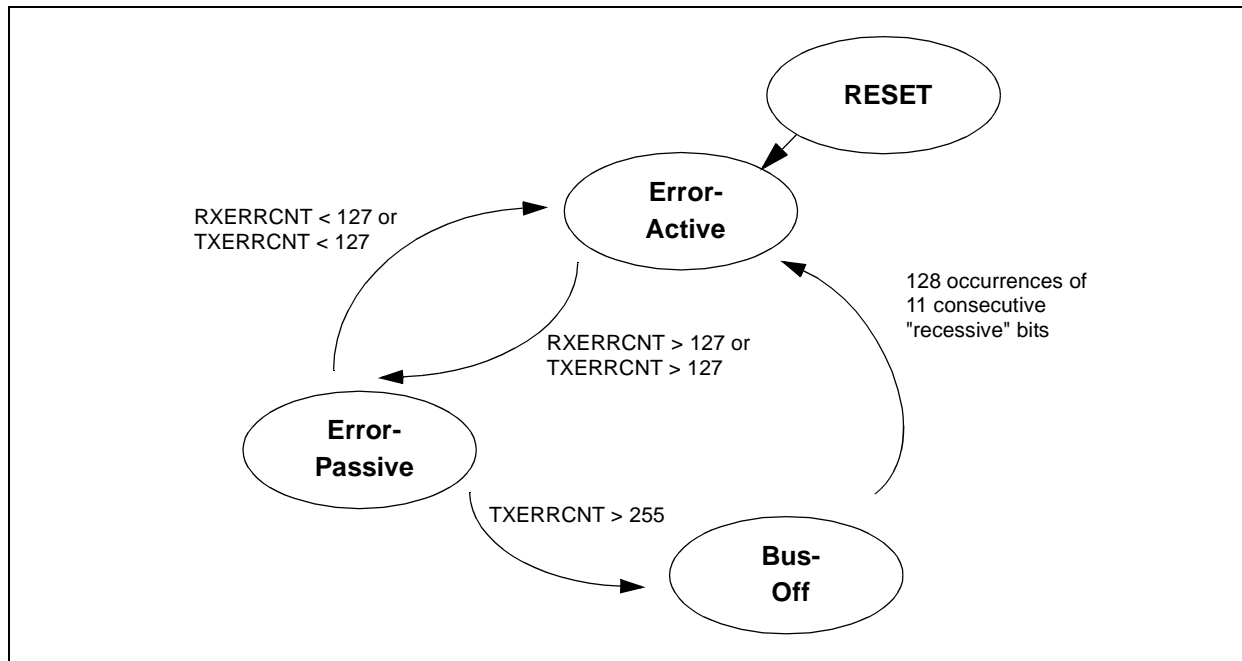 RESET
Error-
Active
RXERRCNT < 127 or
TXERRCNT < 127
128 occurrences of
11 consecutive
"recessive" bits
RXERRCNT > 127 or
TXERRCNT > 127
Error-
Passive
TXERRCNT > 255
Bus-
Off